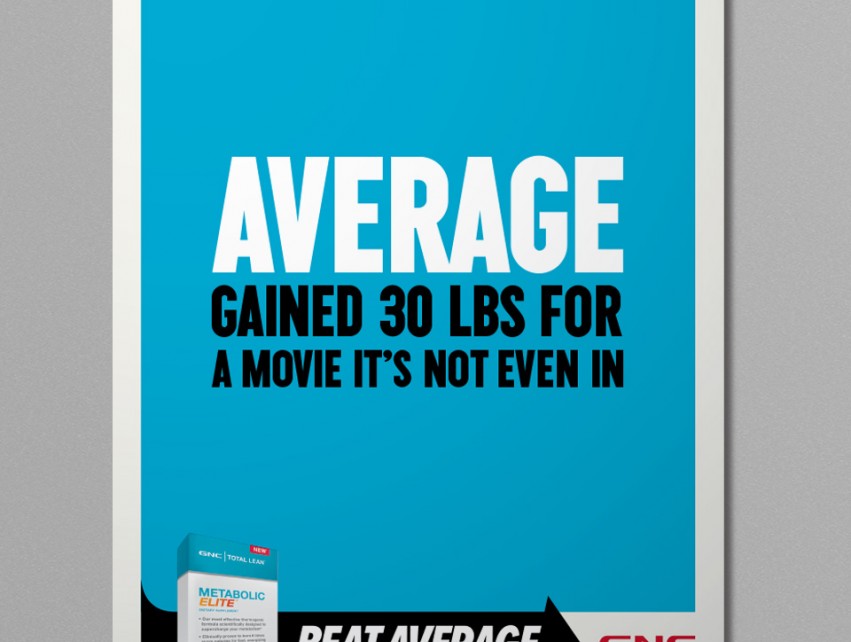 AVERAGE
GAINED 30 LBS FOR
A MOVIE IT'S NOT EVEN IN
NEW
GNC | TOTAL LEAN
METABOLIC
ELITE
BEAT AVERAGE
GNC